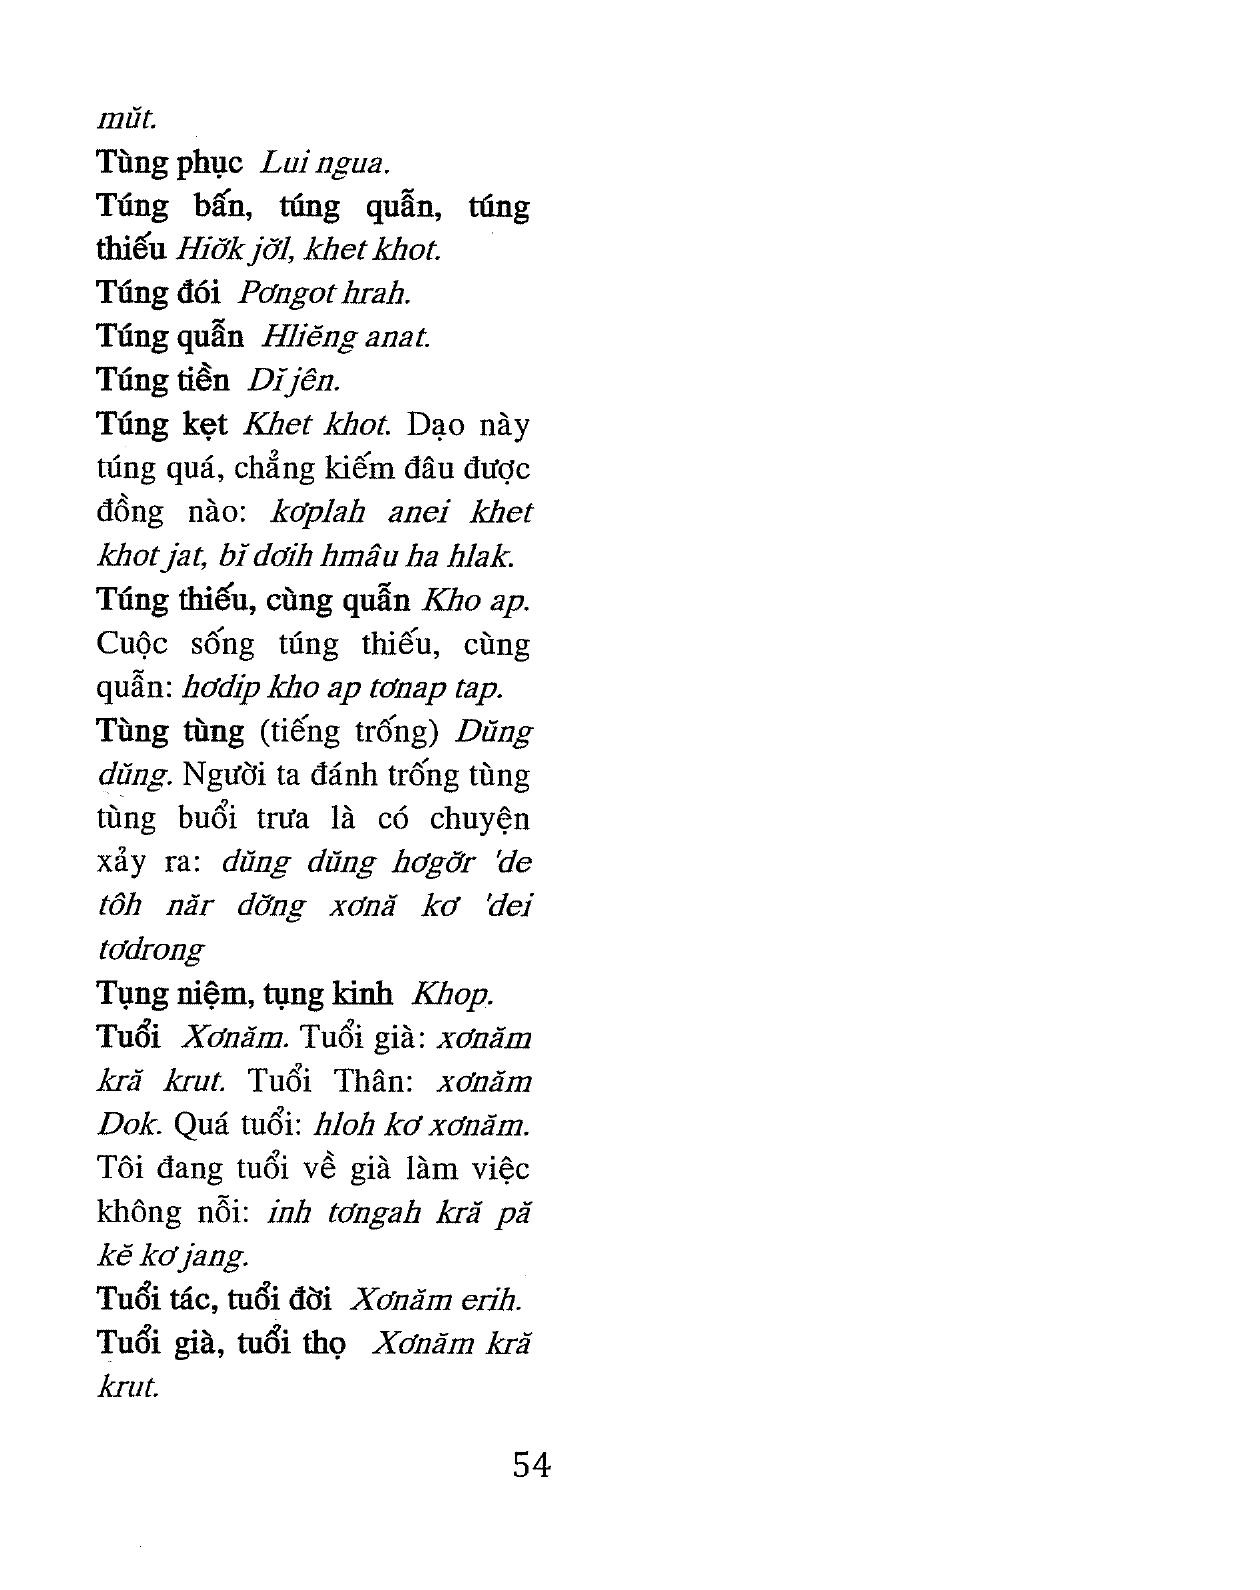 mŭt.
Tùng phục Lui ngua.
Túng bấn, túng quẫn, túng
thiếu Hiơ̆k jơ̆l, khet khot.
Túng đói Pơngot hrah.
Túng quẫn Hliĕng anat.
Túng tiền Dĭ jên.
Túng kẹt Khet khot. Dạo này
túng quá, chẳng kiếm đâu được
đồng nào: kơplah anei khet
khot jat, bĭ dơih hmâu ha hlak.
Túng thiếu, cùng quẫn Kho ap.
Cuộc sống túng thiếu, cùng
quẫn: hơdip kho ap tơnap tap.
Tùng tùng (tiếng trống) Dŭng
dŭng. Người ta đánh trống tùng
tùng buổi trưa là có chuyện
xảy ra: dŭng dŭng hơgơ̆r 'de
tôh năr dơ̆ng xơnă kơ 'dei
tơdrong
Tụng niệm, tụng kinh Khop.
Tuổi Xơnăm. Tuổi già: xơnăm
kră krut. Tuổi Thân: xơnăm
Dok. Quá tuổi: hloh kơ xơnăm.
Tôi đang tuổi về già làm việc
không nỗi: inh tơngah kră pă
kĕ kơ jang.
Tuổi tác, tuổi đời Xơnăm erih.
Tuổi già, tuổi thọ Xơnăm kră
krut.
54